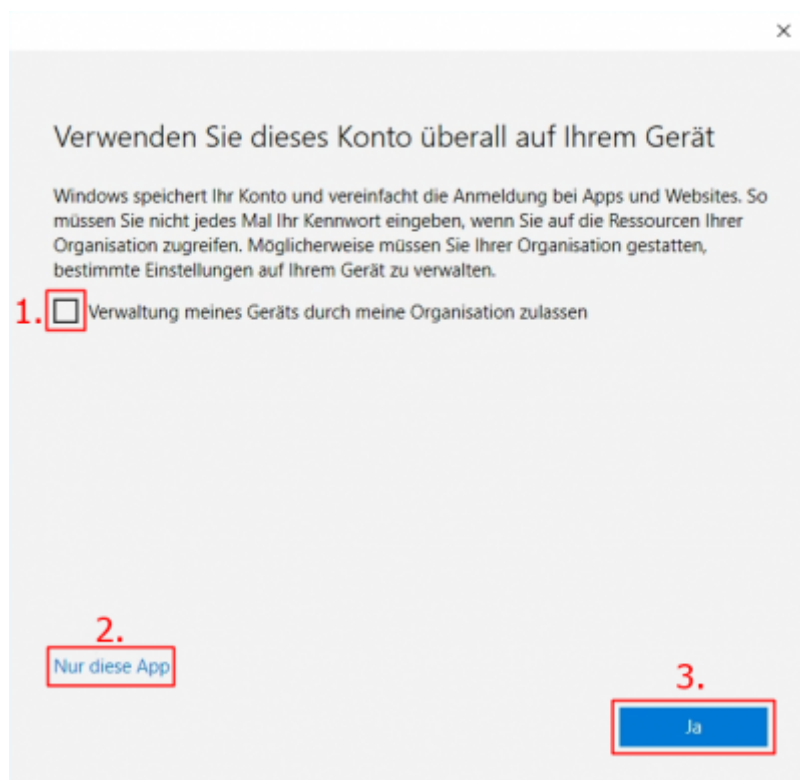 Verwenden Sie dieses Konto überall auf Ihrem Gerät
Windows speichert Ihr Konto und vereinfacht die Anmeldung bei Apps und Websites. So
müssen Sie nicht jedes Mal Ihr Kennwort eingeben, wenn Sie auf die Ressourcen Ihrer
Organisation zugreifen. Möglicherweise müssen Sie Ihrer Organisation gestatten,
bestimmte Einstellungen auf Ihrem Gerät zu verwalten.
1. Verwaltung meines Geräts durch meine Organisation zulassen
2.
Nur diese App
3.
Ja